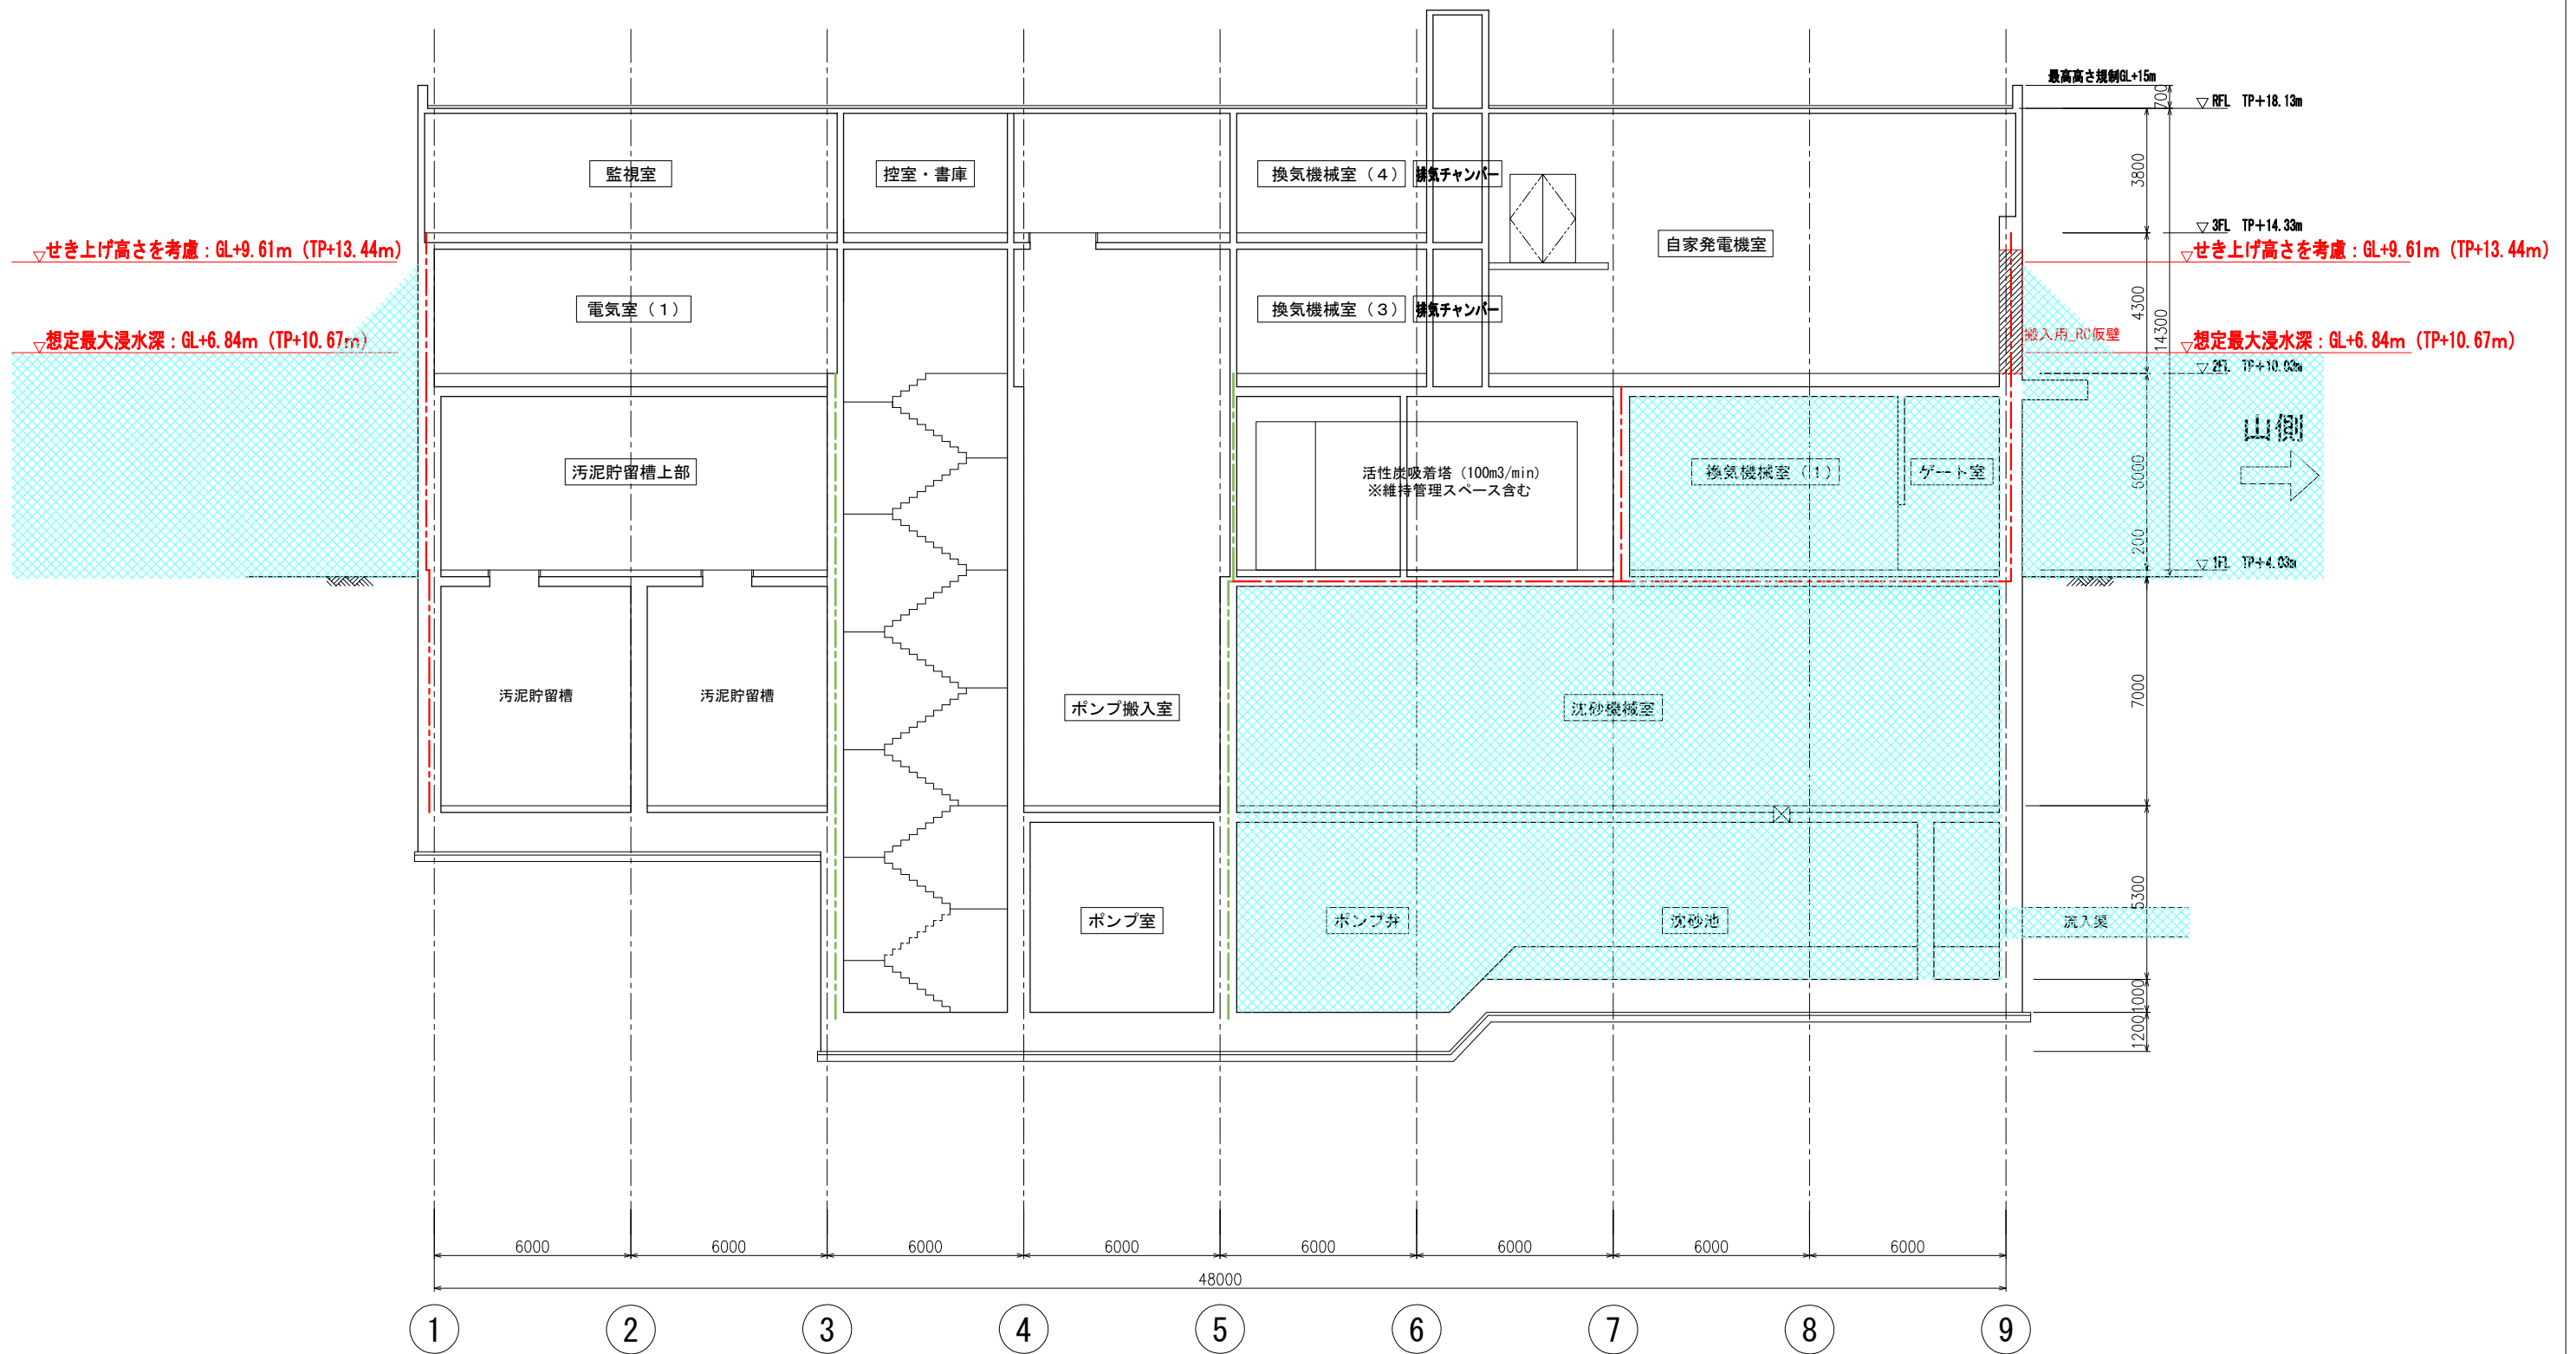 最高高さ規制GL+15m
700
▽ RFL TP+18.13m
監視室
控室・書庫
換気機械室（4）
排気チャンバー
3800
▽ 3FL TP+14.33m
▽せき上げ高さを考慮：GL+9.61m (TP+13.44m)
自家発電機室
▽せき上げ高さを考慮：GL+9.61m (TP+13.44m)
電気室（1）
換気機械室（3）
排気チャンバー
4300
14300
搬入用_RC仮壁
▽想定最大浸水深：GL+6.84m (TP+10.67m)
▽想定最大浸水深：GL+6.84m (TP+10.67m)
▽ 2FL TP+10.03m
山側
汚泥貯留槽上部
活性炭吸着塔 (100m3/min)
※維持管理スペース含む
換気機械室（1）
ゲート室
6000
200
▽ 1FL TP+4.03m
汚泥貯留槽
汚泥貯留槽
ポンプ搬入室
沈砂機械室
7000
ポンプ室
ポンプ井
沈砂池
流入渠
5300
1000
1200
6000
6000
6000
6000
6000
6000
6000
6000
48000
1
2
3
4
5
6
7
8
9